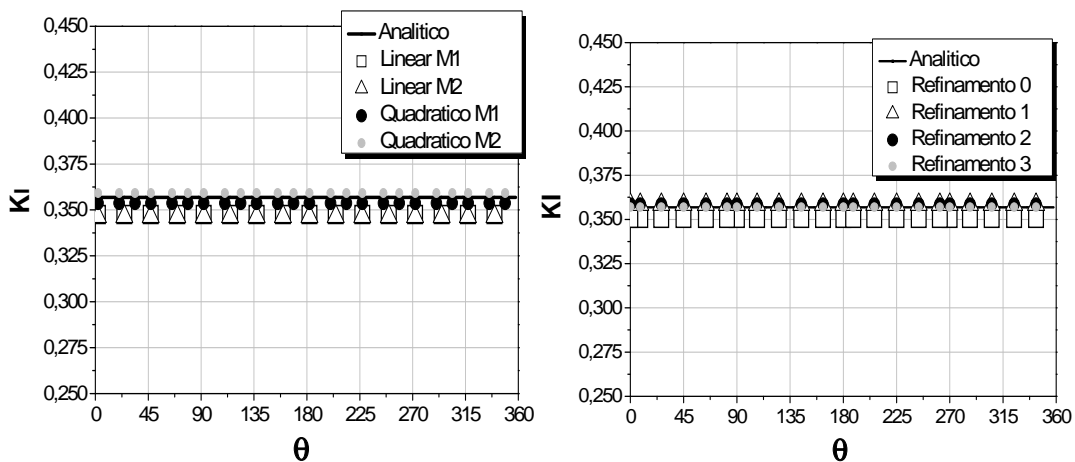 0,450
0,425
0,400
0,375
0,350
0,325
0,300
0,275
0,250
KI
0 45 90 135 180 225 270 315 360
θ
Analitico
Linear M1
Linear M2
Quadratico M1
Quadratico M2
0,450
0,425
0,400
0,375
0,350
0,325
0,300
0,275
0,250
KI
0 45 90 135 180 225 270 315 360
θ
Analitico
Refinamento 0
Refinamento 1
Refinamento 2
Refinamento 3